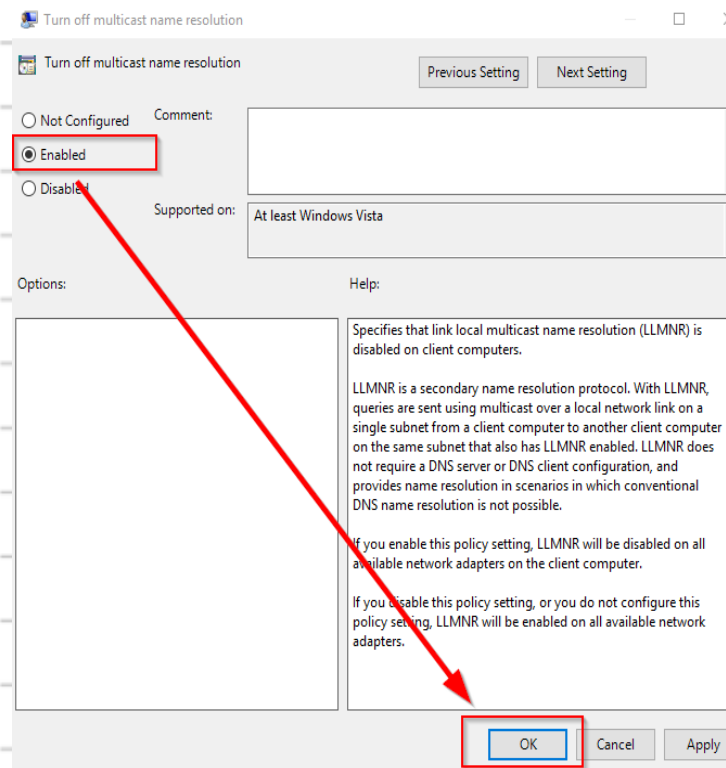 Turn off multicast name resolution
Turn off multicast name resolution
Previous Setting
Next Setting
Not Configured
Comment:
Enabled
Disabled
Supported on:
At least Windows Vista
Options:
Help:
Specifies that link local multicast name resolution (LLMNR) is
disabled on client computers.
LLMNR is a secondary name resolution protocol. With LLMNR,
queries are sent using multicast over a local network link on a
single subnet from a client computer to another client computer
on the same subnet that also has LLMNR enabled. LLMNR does
not require a DNS server or DNS client configuration, and
provides name resolution in scenarios in which conventional
DNS name resolution is not possible.
If you enable this policy setting, LLMNR will be disabled on all
available network adapters on the client computer.
If you disable this policy setting, or you do not configure this
policy setting, LLMNR will be enabled on all available network
adapters.
OK
Cancel
Apply